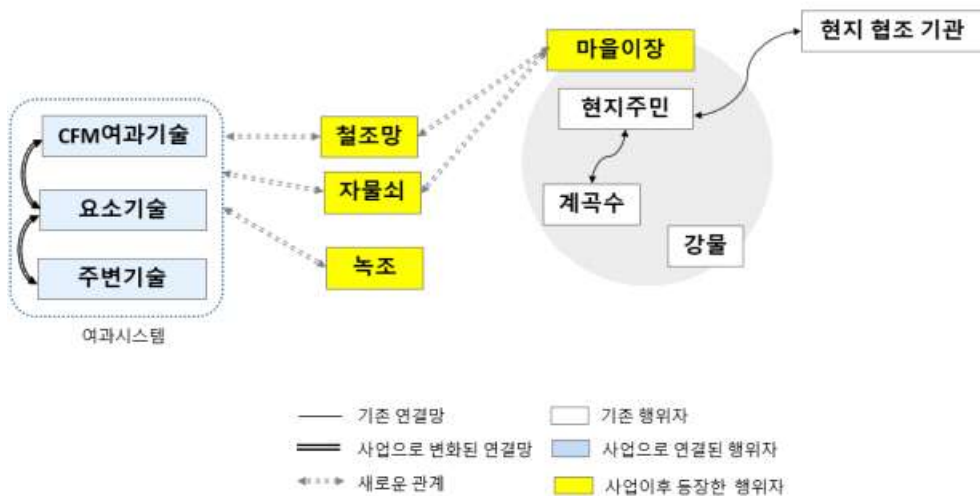 현지 협조 기관
마을이장
현지주민
CFM여과기술
철조망
자물쇠
요소기술
계곡수
강물
녹조
주변기술
여과시스템
기존 연결망
기존 행위자
사업으로 변화된 연결망
사업으로 연결된 행위자
새로운 관계
사업이후 등장한 행위자